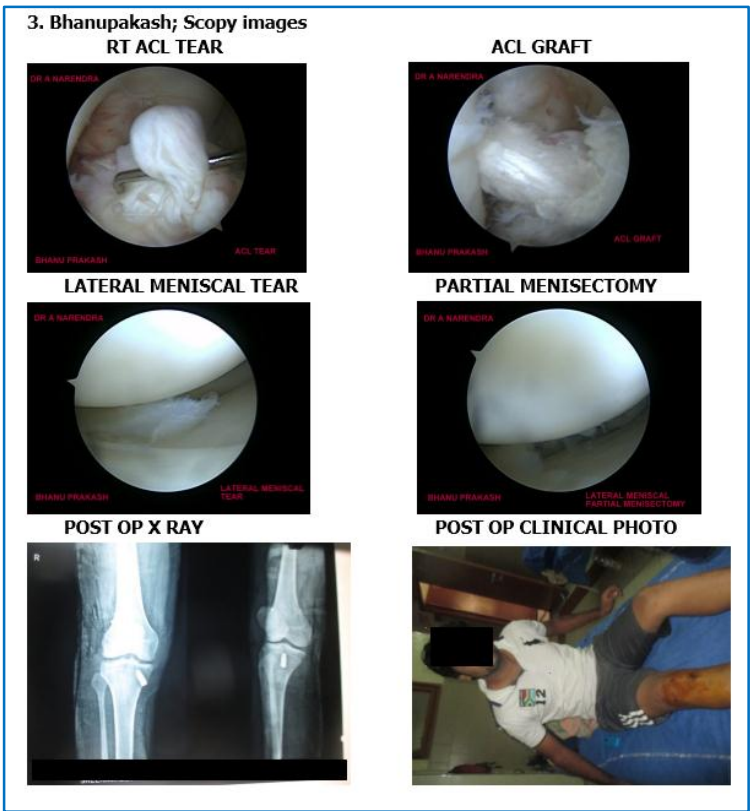 3. Bhanupakash; Scopy images
RT ACL TEAR
ACL GRAFT
DR A NARENDRA
BHANU PRAKASH
ACL TEAR
DR A NARENDRA
BHANU PRAKASH
ACL GRAFT
LATERAL MENISCAL TEAR
PARTIAL MENISECTOMY
DR A NARENDRA
BHANU PRAKASH
LATERAL MENISCAL
TEAR
DR A NARENDRA
BHANU PRAKASH
LATERAL MENISCAL
PARTIAL MENISECTOMY
POST OP X RAY
POST OP CLINICAL PHOTO
R
12